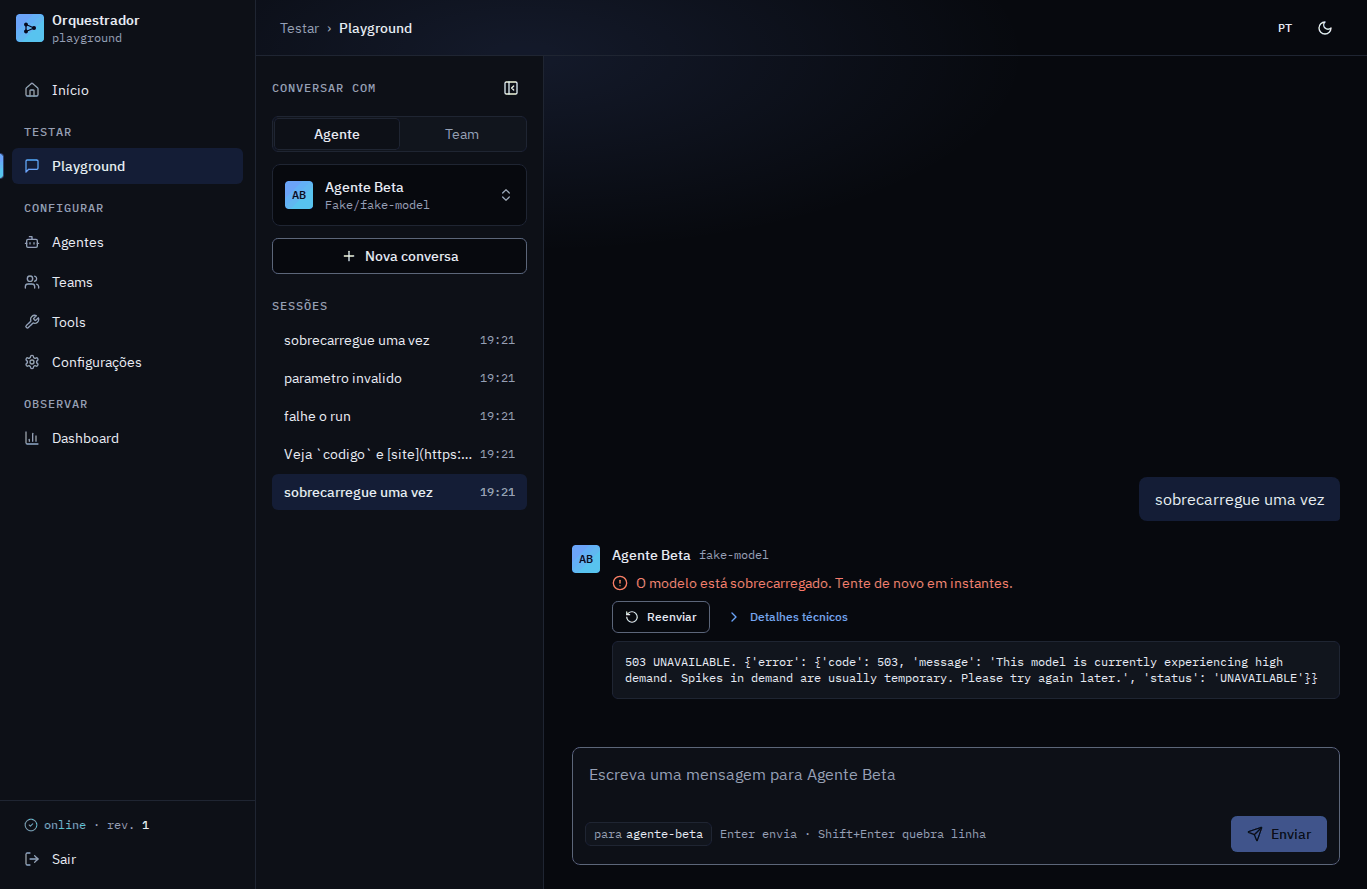 Orquestrador
playground
Início
TESTAR
Playground
CONFIGURAR
Agentes
Teams
Tools
Configurações
OBSERVAR
Dashboard
online · rev. 1
Sair
Testar › Playground
PT
CONVERSAR COM
Agente
Team
AB
Agente Beta
Fake/fake-model
Nova conversa
SESSÕES
sobrecarregue uma vez 19:21
parametro invalido 19:21
falhe o run 19:21
Veja `codigo` e [site](https:... 19:21
sobrecarregue uma vez 19:21
sobrecarregue uma vez
AB
Agente Beta fake-model
O modelo está sobrecarregado. Tente de novo em instantes.
Reenviar
Detalhes técnicos
503 UNAVAILABLE. {'error': {'code': 503, 'message': 'This model is currently experiencing high
demand. Spikes in demand are usually temporary. Please try again later.', 'status': 'UNAVAILABLE'}}
Escreva uma mensagem para Agente Beta
para agente-beta
Enter envia · Shift+Enter quebra linha
Enviar